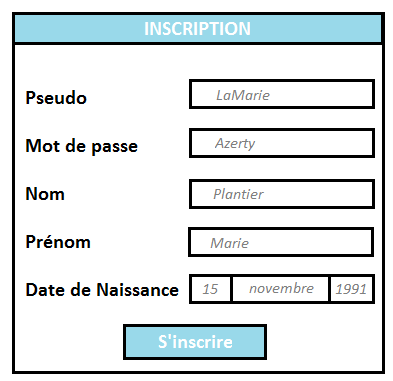 INSCRIPTION
Pseudo LaMarie
Mot de passe Azerty
Nom Plantier
Prénom Marie
Date de Naissance 15 novembre 1991
S'inscrire